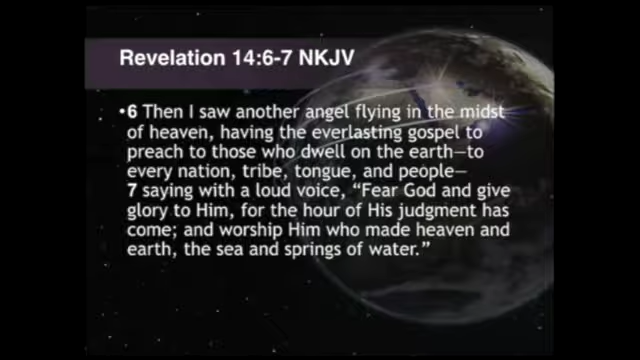 Revelation 14:6-7 NKJV
•6 Then I saw another angel flying in the midst
of heaven, having the everlasting gospel to
preach to those who dwell on the earth—to
every nation, tribe, tongue, and people—
7 saying with a loud voice, “Fear God and give
glory to Him, for the hour of His judgment has
come; and worship Him who made heaven and
earth, the sea and springs of water.”